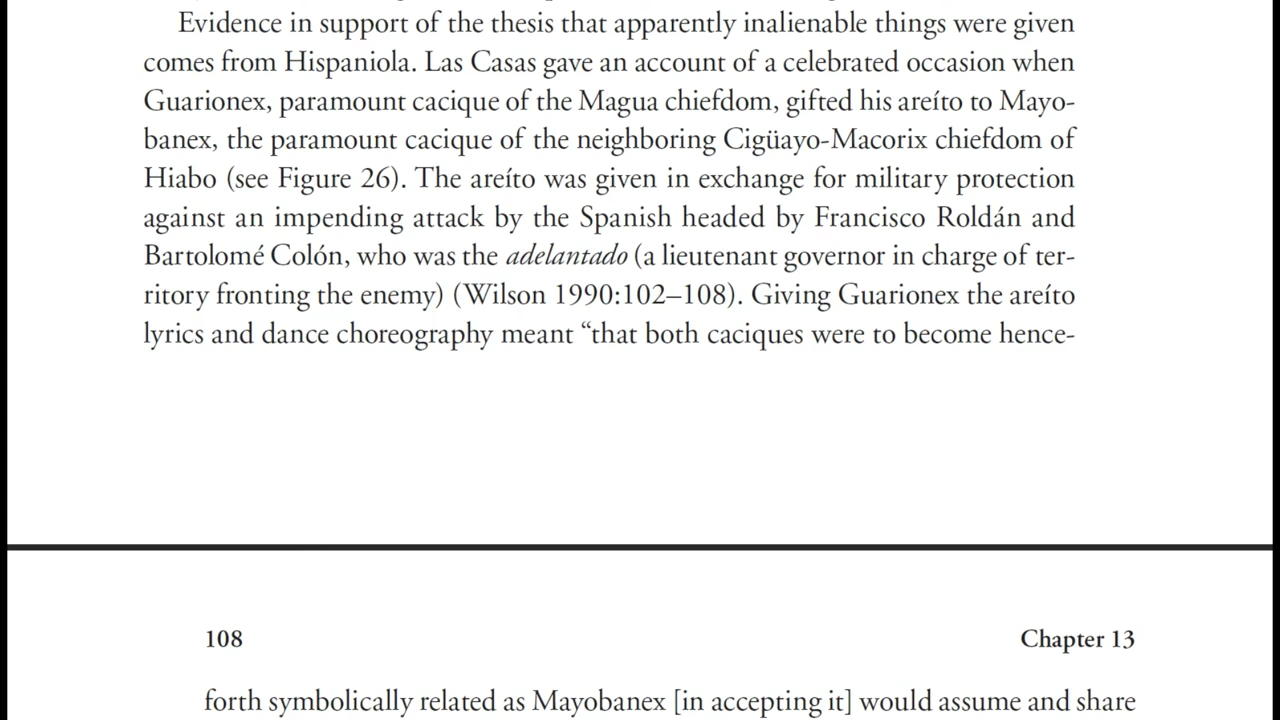 Evidence in support of the thesis that apparently inalienable things were given
comes from Hispaniola. Las Casas gave an account of a celebrated occasion when
Guarionex, paramount cacique of the Magua chiefdom, gifted his areíto to Mayo-
banex, the paramount cacique of the neighboring Cigüayo-Macorix chiefdom of
Hiabo (see Figure 26). The areíto was given in exchange for military protection
against an impending attack by the Spanish headed by Francisco Roldán and
Bartolomé Colón, who was the adelantado (a lieutenant governor in charge of ter-
ritory fronting the enemy) (Wilson 1990:102–108). Giving Guarionex the areíto
lyrics and dance choreography meant “that both caciques were to become hence-
108 Chapter 13
forth symbolically related as Mayobanex [in accepting it] would assume and share